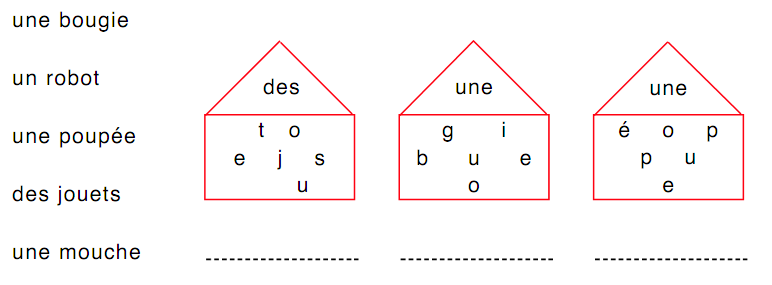 une bougie
un robot
une poupée
des jouets
une mouche
des
t o
e j s
u
une
g i
b u e
o
une
é o p
p u
e